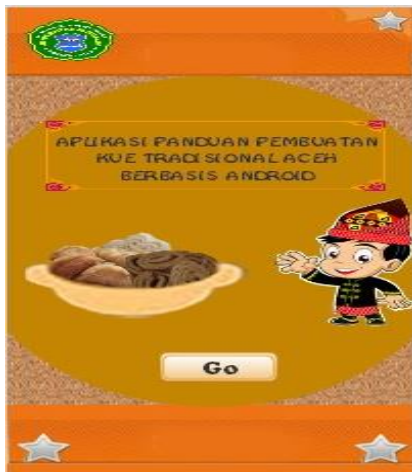 APLIKASI PANDUAN PEMBUATAN
KUE TRADISIONAL ACEH
BERBASIS ANDROID
Go